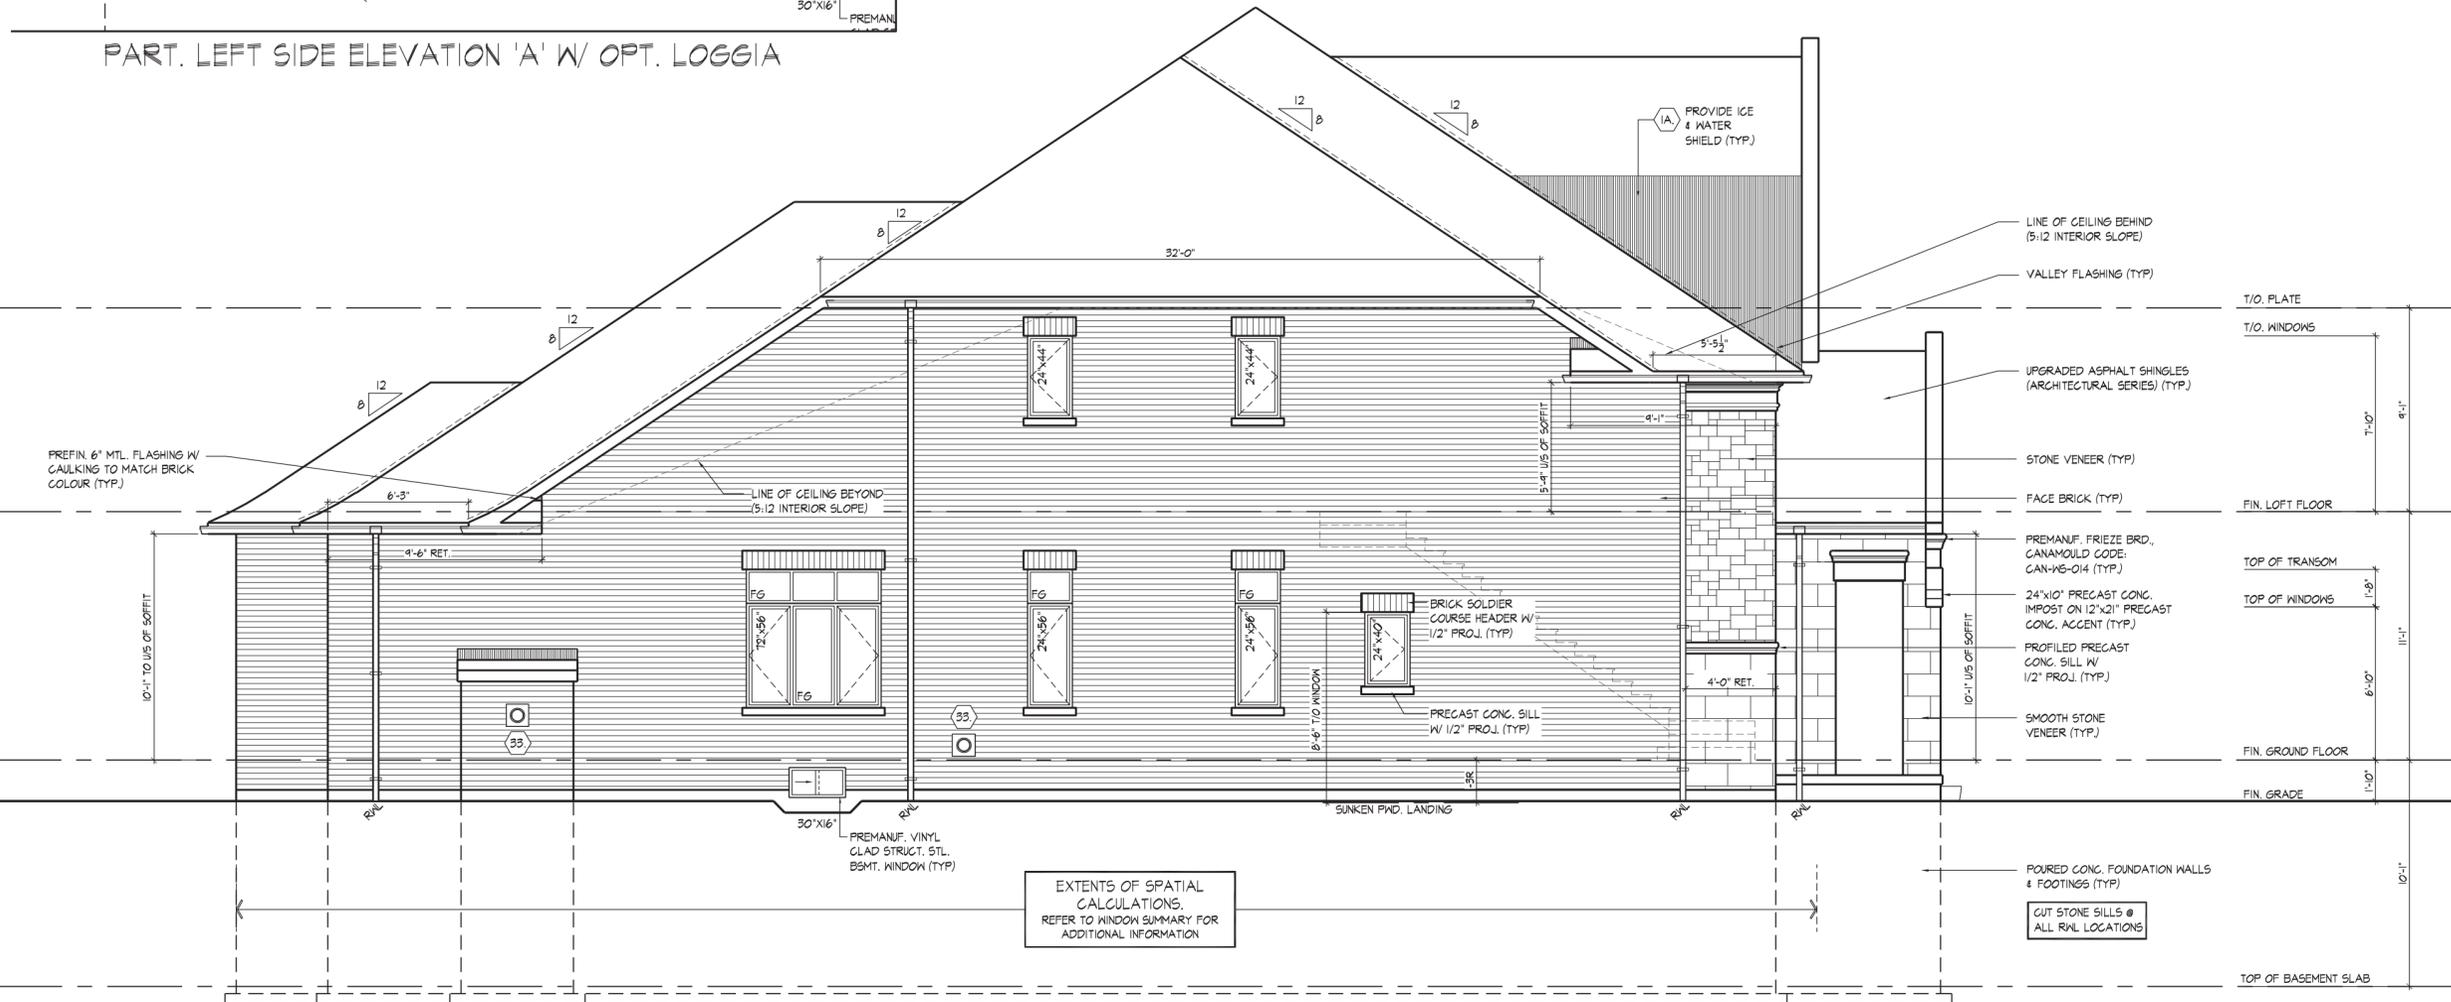 30"X16"
PREMANU
PART. LEFT SIDE ELEVATION 'A' W/ OPT. LOGGIA
12
8
12
8
1A.
PROVIDE ICE
& WATER
SHIELD (TYP.)
12
8
LINE OF CEILING BEHIND
(5:12 INTERIOR SLOPE)
32'-0"
VALLEY FLASHING (TYP)
T/O. PLATE
12
8
T/O. WINDOWS
5'-5 1/2"
24"x44"
24"x44"
UPGRADED ASPHALT SHINGLES
(ARCHITECTURAL SERIES) (TYP.)
12
8
7'-10"
9'-1"
9'-1"
5'-9" U/S OF SOFFIT
PREFIN. 6" MTL. FLASHING W/
CAULKING TO MATCH BRICK
COLOUR (TYP.)
STONE VENEER (TYP)
6'-3"
LINE OF CEILING BEYOND
(5:12 INTERIOR SLOPE)
FACE BRICK (TYP)
FIN. LOFT FLOOR
9'-6" RET.
PREMANUF. FRIEZE BRD.,
CANAMOULD CODE:
CAN-WS-014 (TYP.)
TOP OF TRANSOM
1'-8"
FG
FG
FG
24"x10" PRECAST CONC.
IMPOST ON 12"x21" PRECAST
CONC. ACCENT (TYP.)
TOP OF WINDOWS
10'-1" TO U/S OF SOFFIT
72"x56"
24"x56"
24"x56"
24"x40"
BRICK SOLDIER
COURSE HEADER W/
1/2" PROJ. (TYP)
11'-1"
10'-1" U/S OF SOFFIT
PROFILED PRECAST
CONC. SILL W/
1/2" PROJ. (TYP.)
4'-0" RET.
6'-10"
FG
8'-6" T/O WINDOW
PRECAST CONC. SILL
W/ 1/2" PROJ. (TYP)
SMOOTH STONE
VENEER (TYP.)
33.
33.
FIN. GROUND FLOOR
-3R
1'-10"
FIN. GRADE
RWL
RWL
RWL
RWL
SUNKEN PWD. LANDING
30"X16"
PREMANUF. VINYL
CLAD STRUCT. STL.
BSMT. WINDOW (TYP)
POURED CONC. FOUNDATION WALLS
& FOOTINGS (TYP)
10'-1"
EXTENTS OF SPATIAL
CALCULATIONS.
REFER TO WINDOW SUMMARY FOR
ADDITIONAL INFORMATION
CUT STONE SILLS @
ALL RWL LOCATIONS
TOP OF BASEMENT SLAB